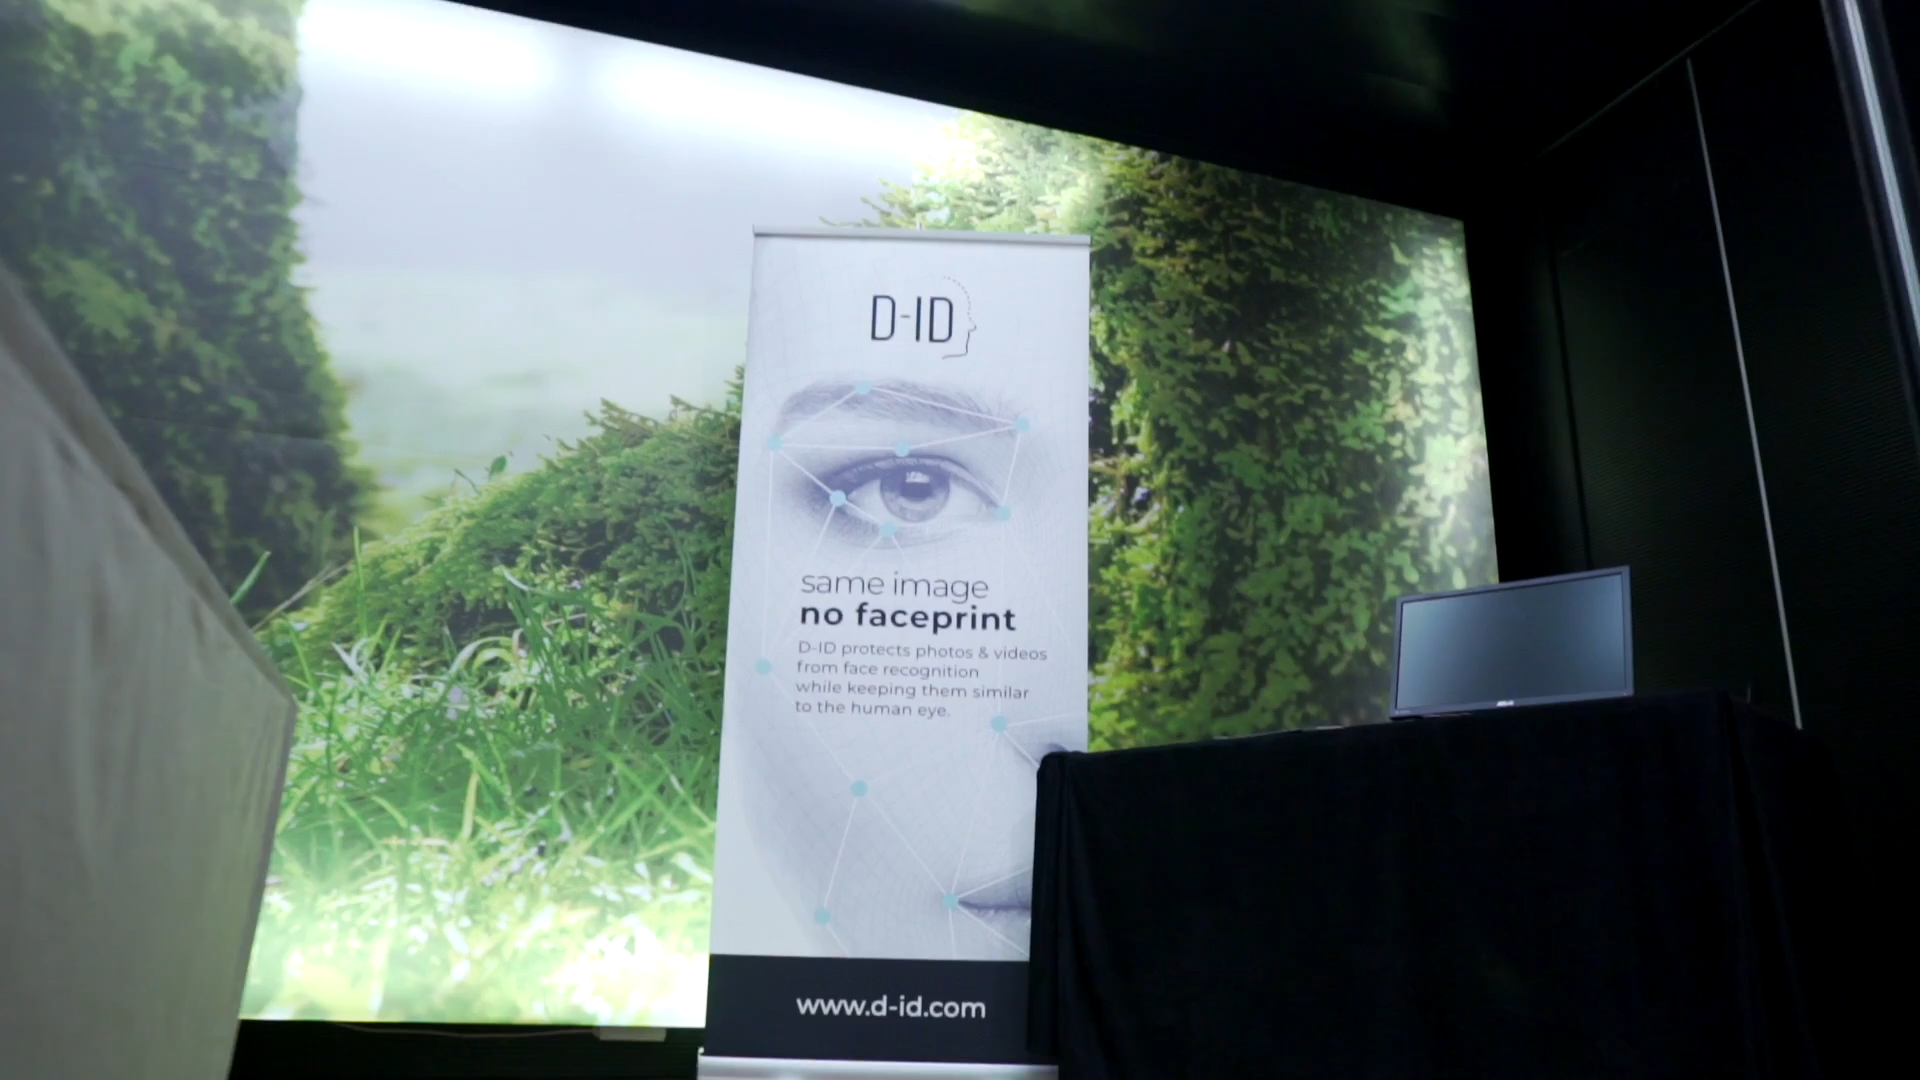 D-ID
same image
no faceprint
D-ID protects photos & videos
from face recognition
while keeping them similar
to the human eye.
www.d-id.com